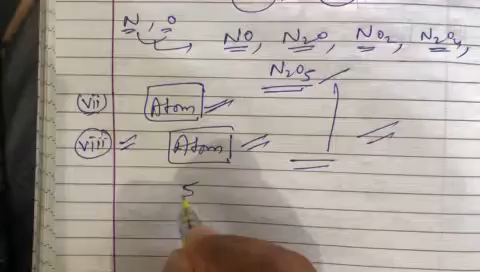 N, O
NO, N₂O, NO₂, N₂O₄,
N₂O₅
(vii) Atom
(viii) = Atom
5